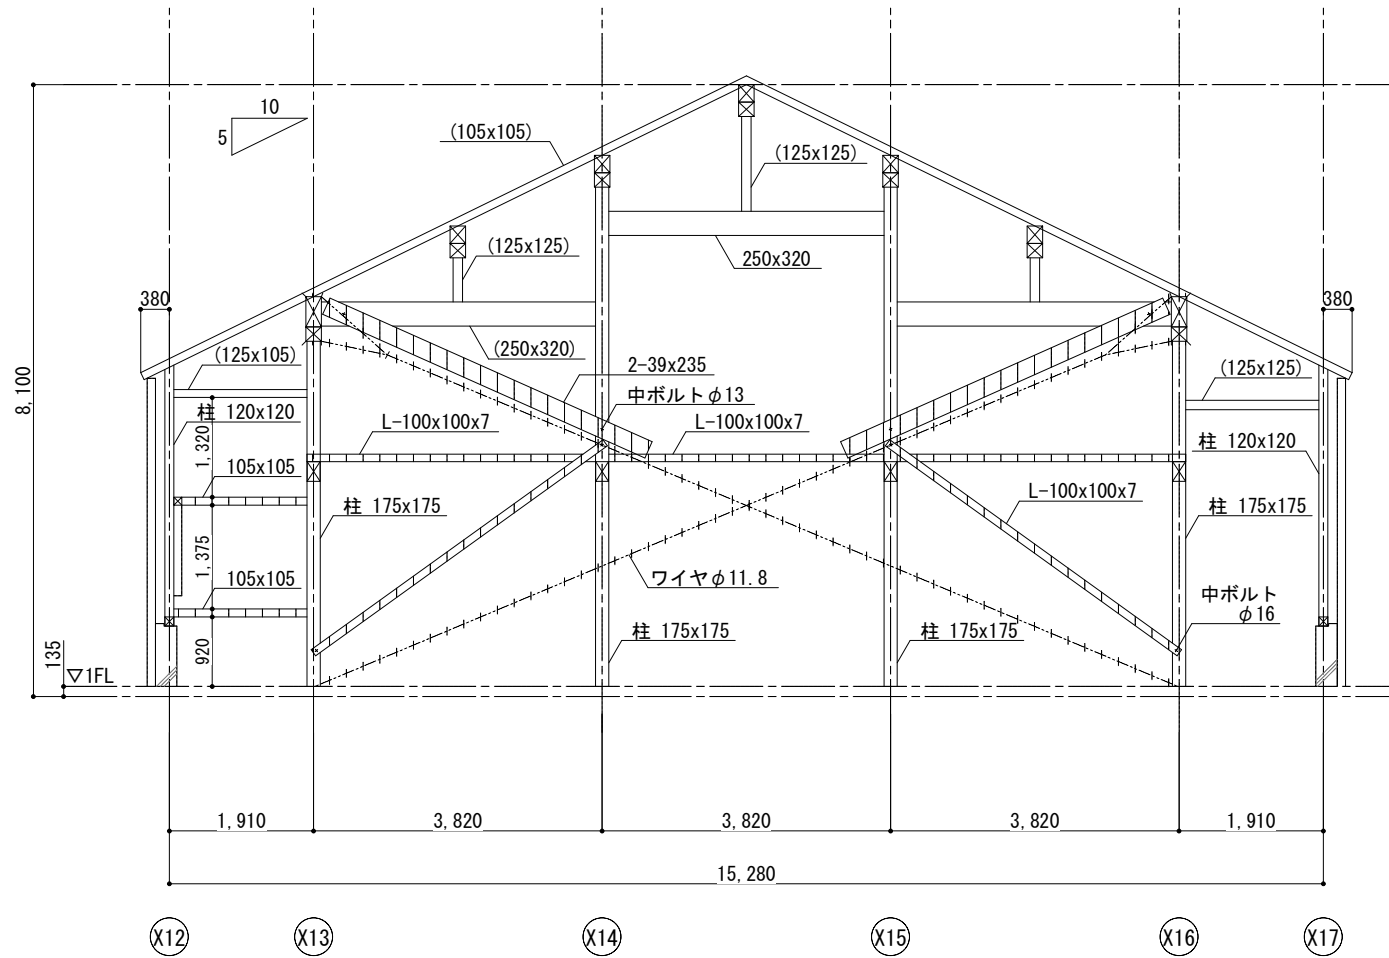 10
5
(105x105)
(125x125)
(125x125)
250x320
380
380
(125x105)
(250x320)
2-39x235
(125x125)
8,100
中ボルトφ13
柱 120x120
L-100x100x7
L-100x100x7
1,320
柱 120x120
105x105
L-100x100x7
柱 175x175
柱 175x175
1,375
105x105
ワイヤφ11.8
中ボルト
φ16
柱 175x175
柱 175x175
920
135
▽1FL
1,910
3,820
3,820
3,820
1,910
15,280
X12
X13
X14
X15
X16
X17